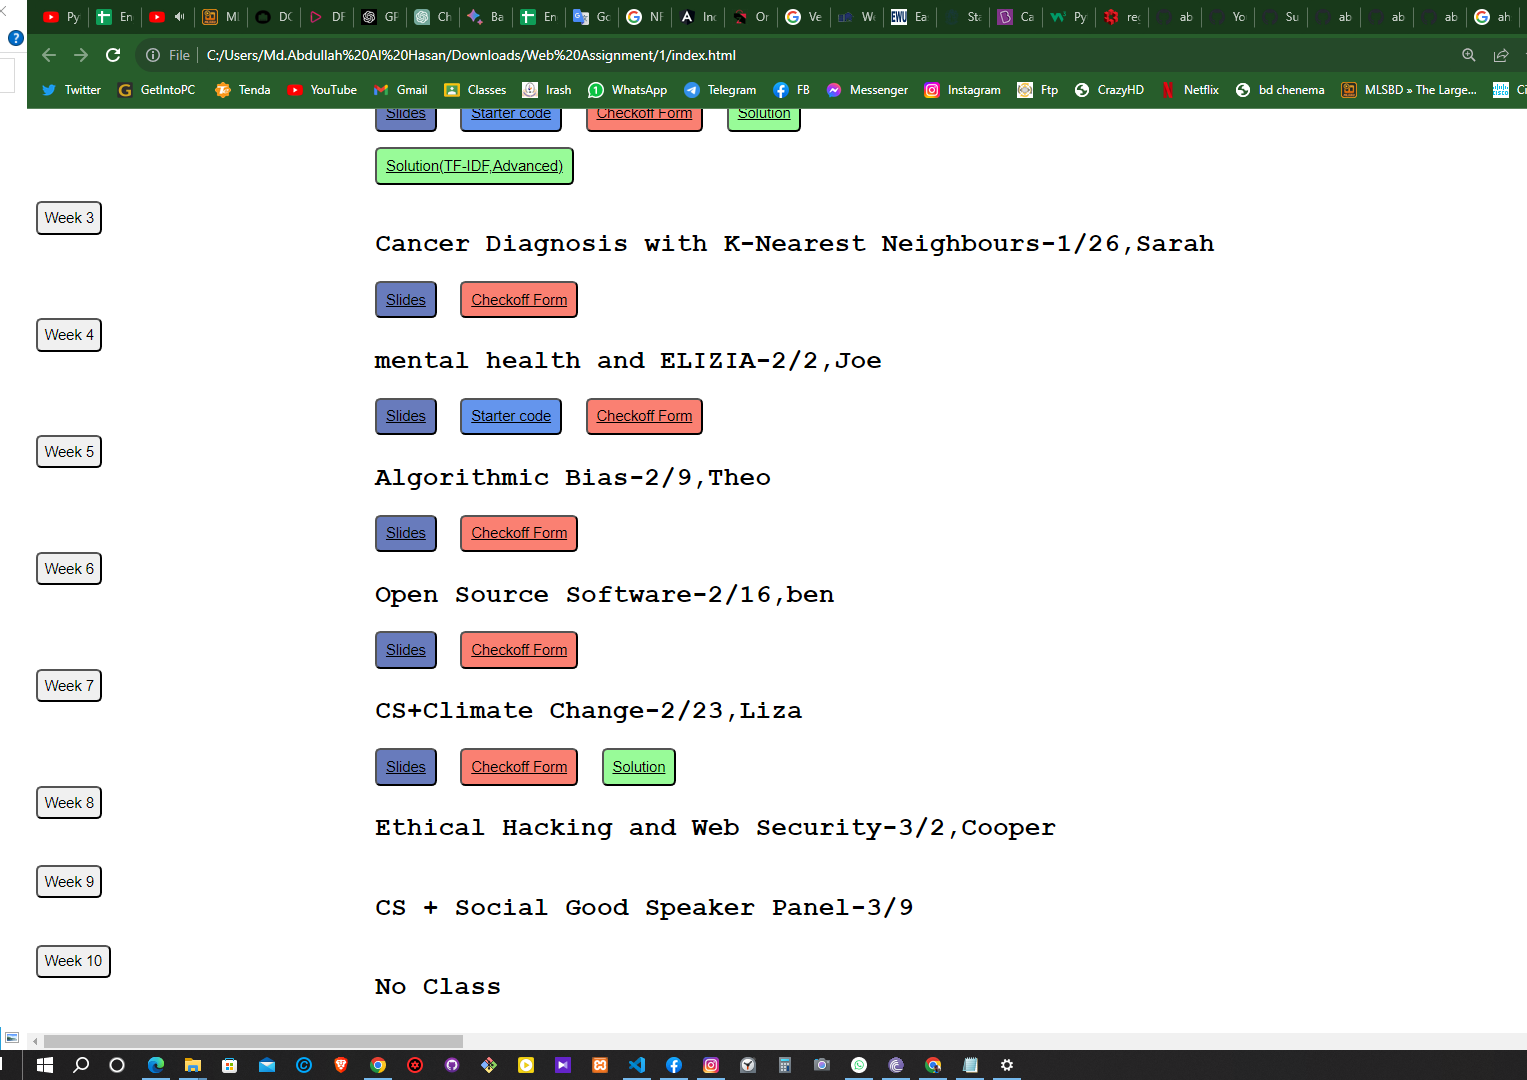 Py En ML DC DF GP Ch Ba En Gc NF Inc Or Ve We Ea Sta Ca Py reg ab Yo Su ab ab ab ah
File C:/Users/Md.Abdullah%20Al%20Hasan/Downloads/Web%20Assignment/1/index.html
Twitter GetIntoPC Tenda YouTube Gmail Classes Irash WhatsApp Telegram FB Messenger Instagram Ftp CrazyHD Netflix bd chenema MLSBD » The Large... Ci
Slides Starter code Checkoff Form Solution
Solution(TF-IDF,Advanced)
Week 3
Cancer Diagnosis with K-Nearest Neighbours-1/26,Sarah
Slides Checkoff Form
Week 4
mental health and ELIZIA-2/2,Joe
Slides Starter code Checkoff Form
Week 5
Algorithmic Bias-2/9,Theo
Slides Checkoff Form
Week 6
Open Source Software-2/16,ben
Slides Checkoff Form
Week 7
CS+Climate Change-2/23,Liza
Slides Checkoff Form Solution
Week 8
Ethical Hacking and Web Security-3/2,Cooper
Week 9
CS + Social Good Speaker Panel-3/9
Week 10
No Class